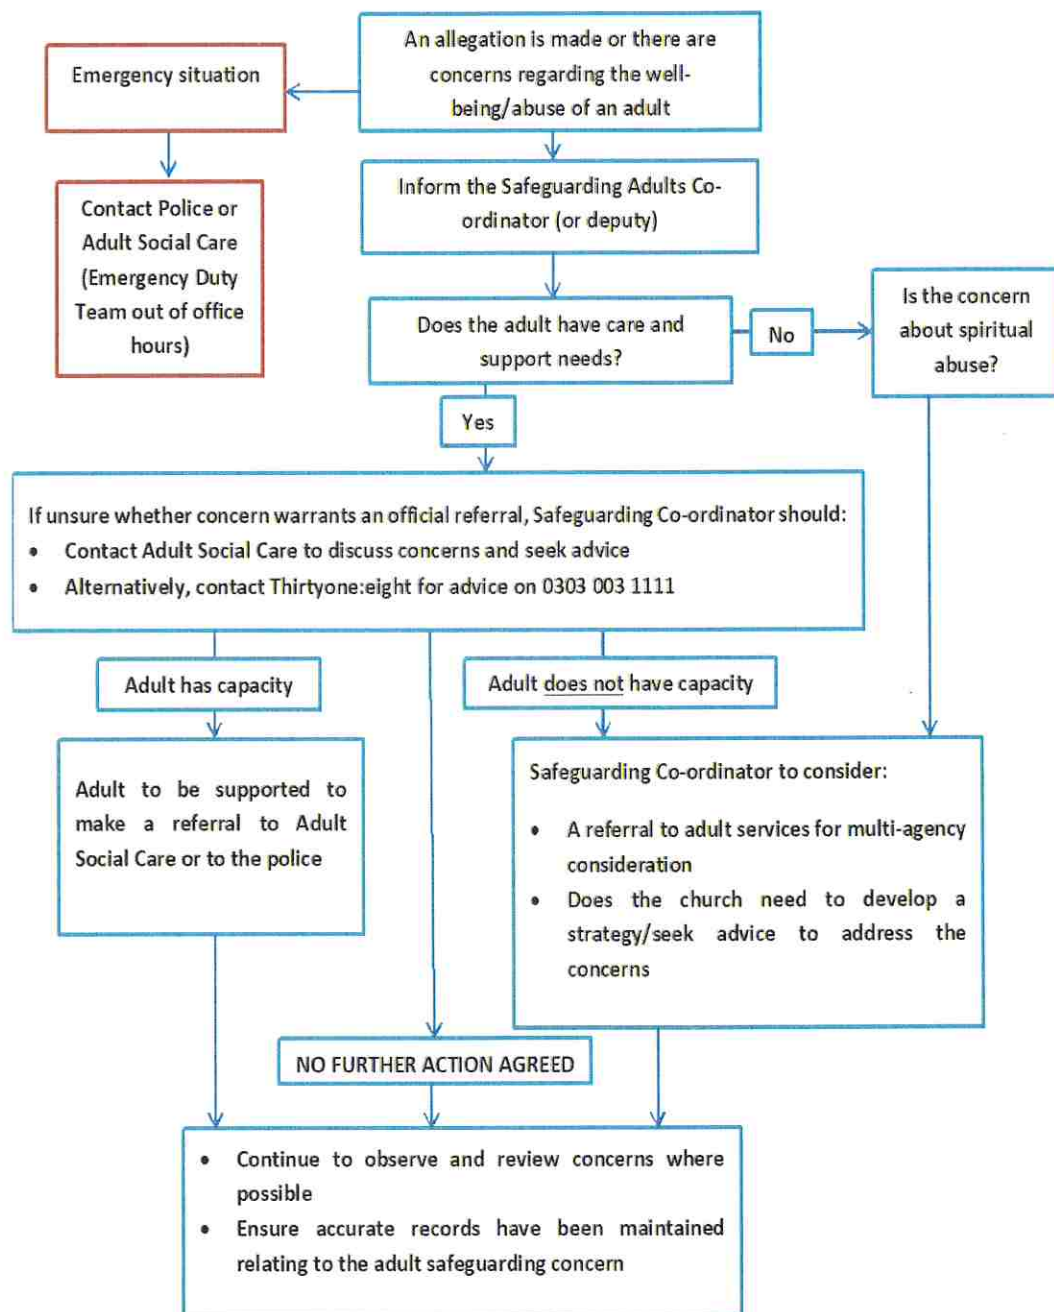 An allegation is made or there are
concerns regarding the well-
being/abuse of an adult
Emergency situation
Contact Police or
Adult Social Care
(Emergency Duty
Team out of office
hours)
Inform the Safeguarding Adults Co-
ordinator (or deputy)
Does the adult have care and
support needs?
No
Is the concern
about spiritual
abuse?
Yes
If unsure whether concern warrants an official referral, Safeguarding Co-ordinator should:
• Contact Adult Social Care to discuss concerns and seek advice
• Alternatively, contact Thirtyone:eight for advice on 0303 003 1111
Adult has capacity
Adult does not have capacity
Adult to be supported to
make a referral to Adult
Social Care or to the police
Safeguarding Co-ordinator to consider:
• A referral to adult services for multi-agency
consideration
• Does the church need to develop a
strategy/seek advice to address the
concerns
NO FURTHER ACTION AGREED
• Continue to observe and review concerns where
possible
• Ensure accurate records have been maintained
relating to the adult safeguarding concern